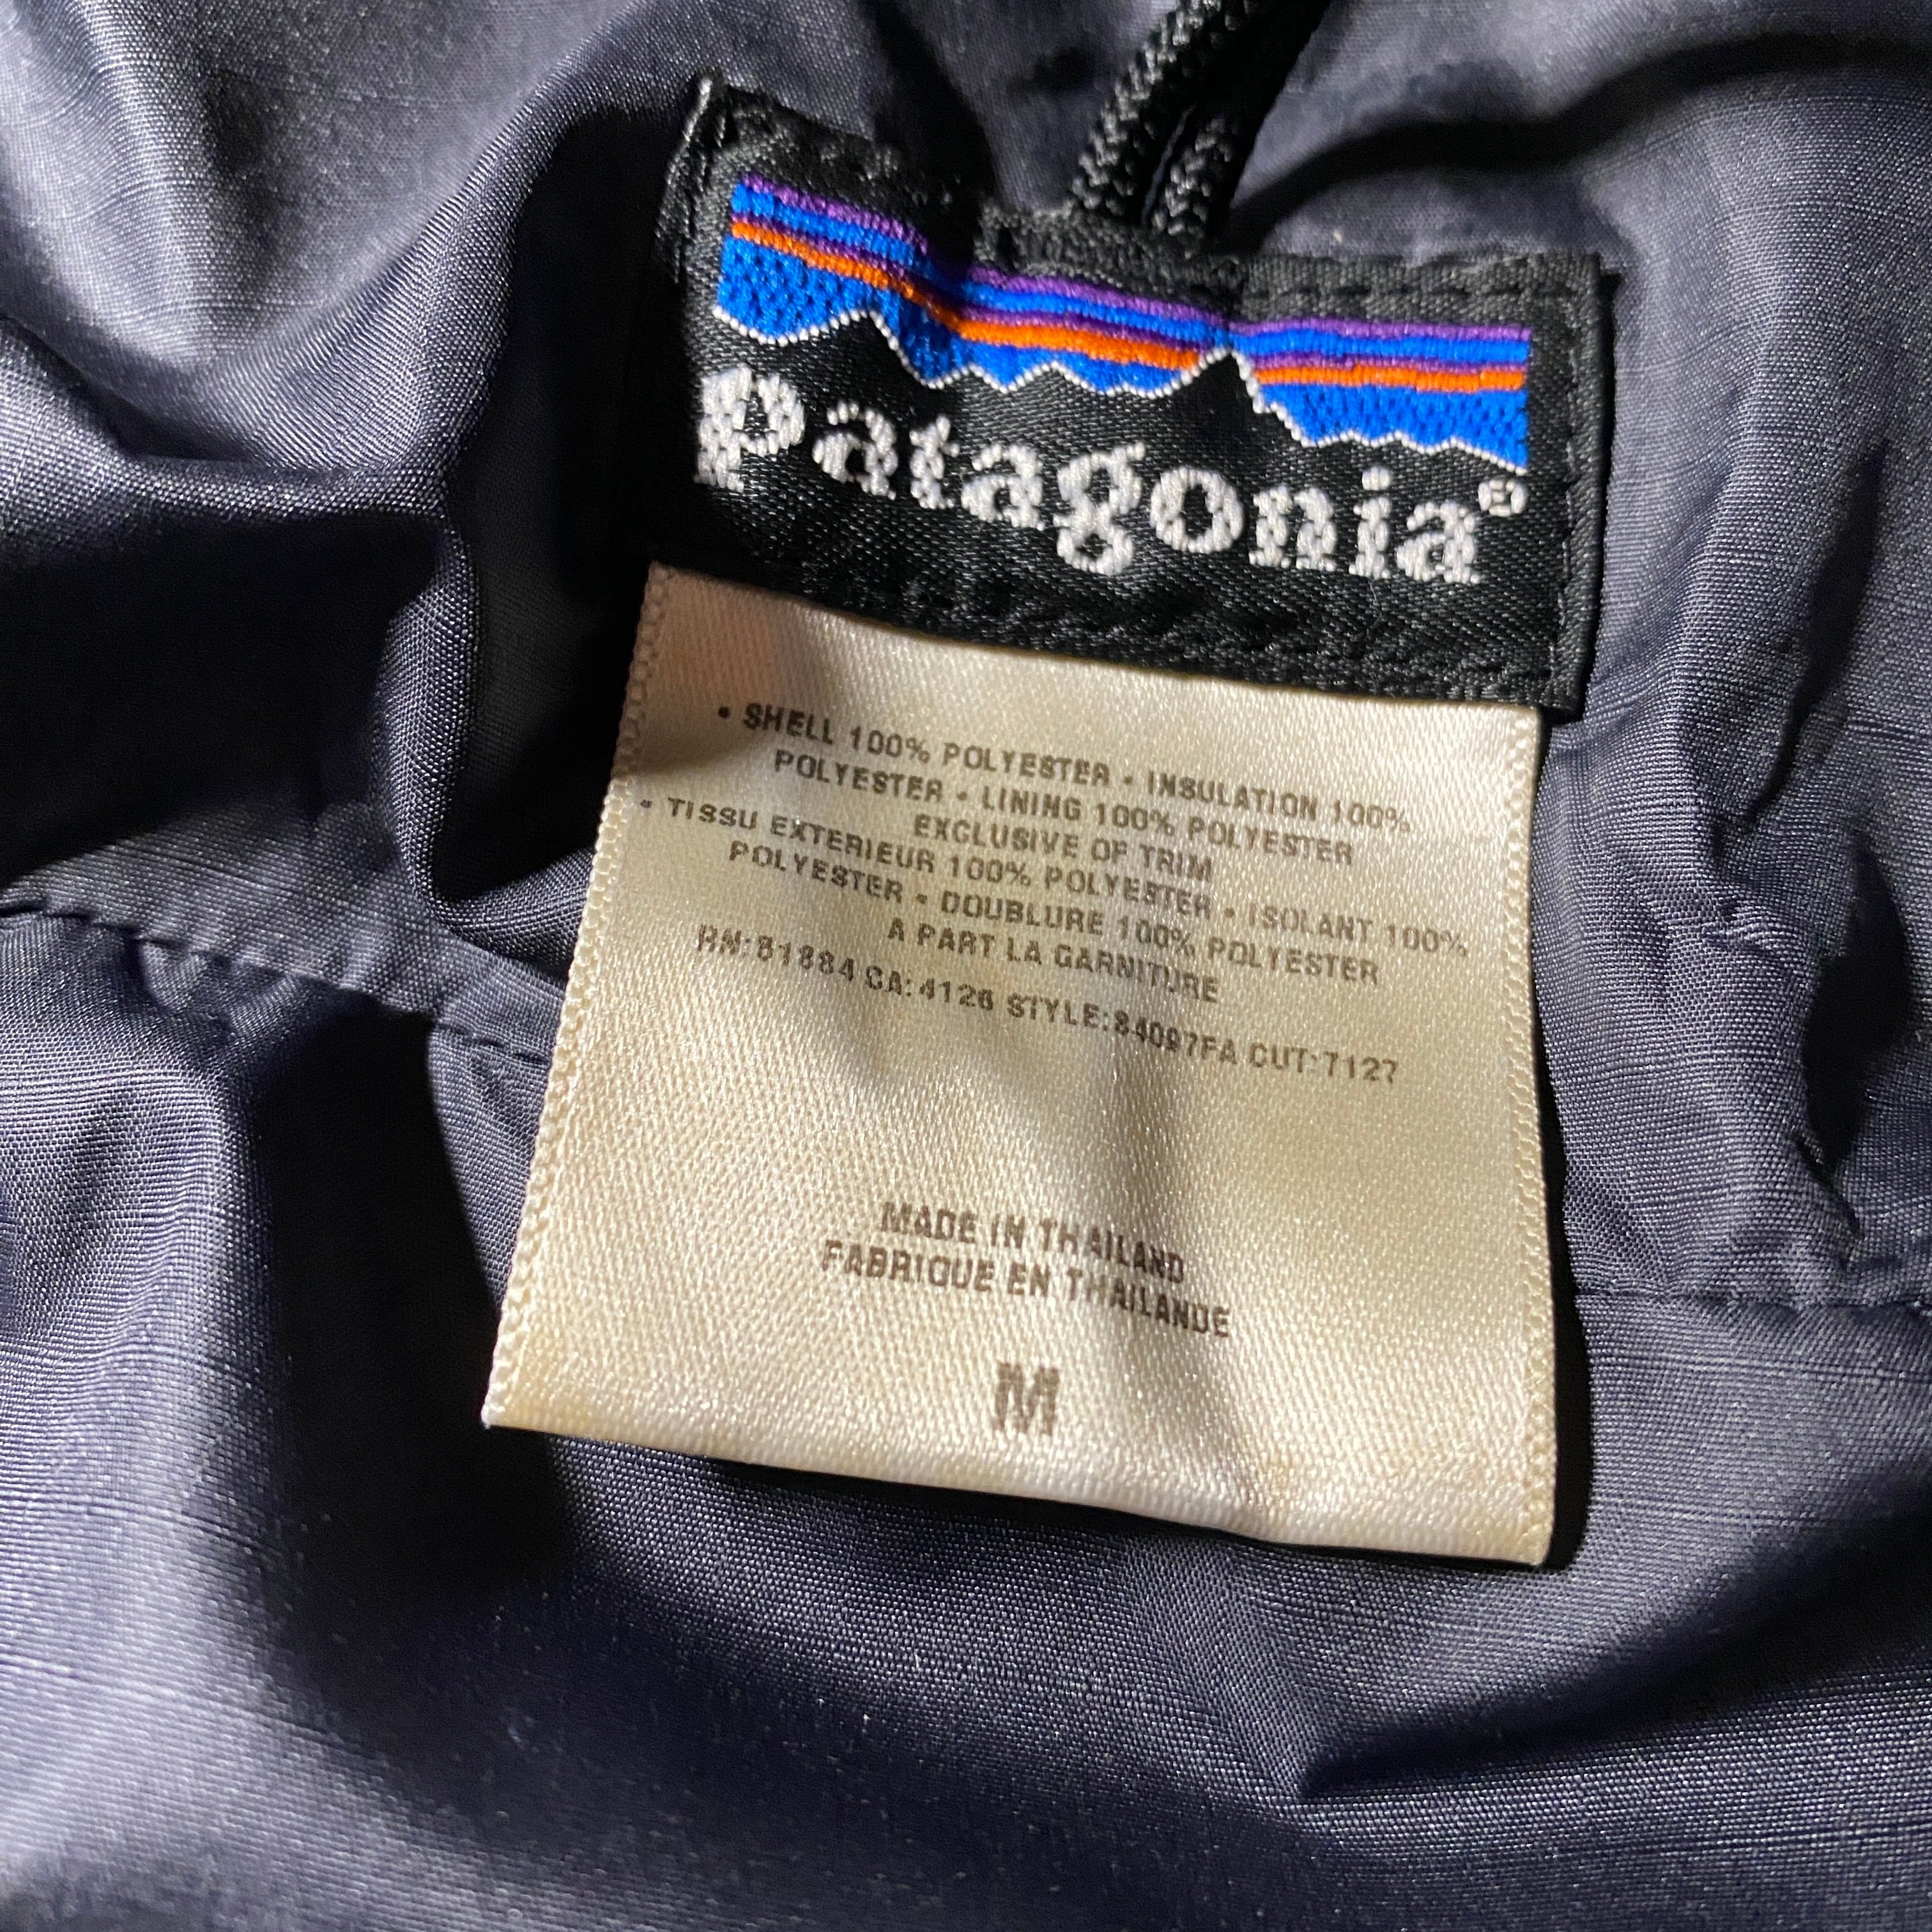 patagonia®
• SHELL 100% POLYESTER • INSULATION 100%
POLYESTER • LINING 100% POLYESTER
EXCLUSIVE OF TRIM
• TISSU EXTERIEUR 100% POLYESTER • ISOLANT 100%
POLYESTER • DOUBLURE 100% POLYESTER
A PART LA GARNITURE
RN:81884 CA:4126 STYLE:84097FA CUT:7127
MADE IN THAILAND
FABRIQUE EN THAILANDE
M